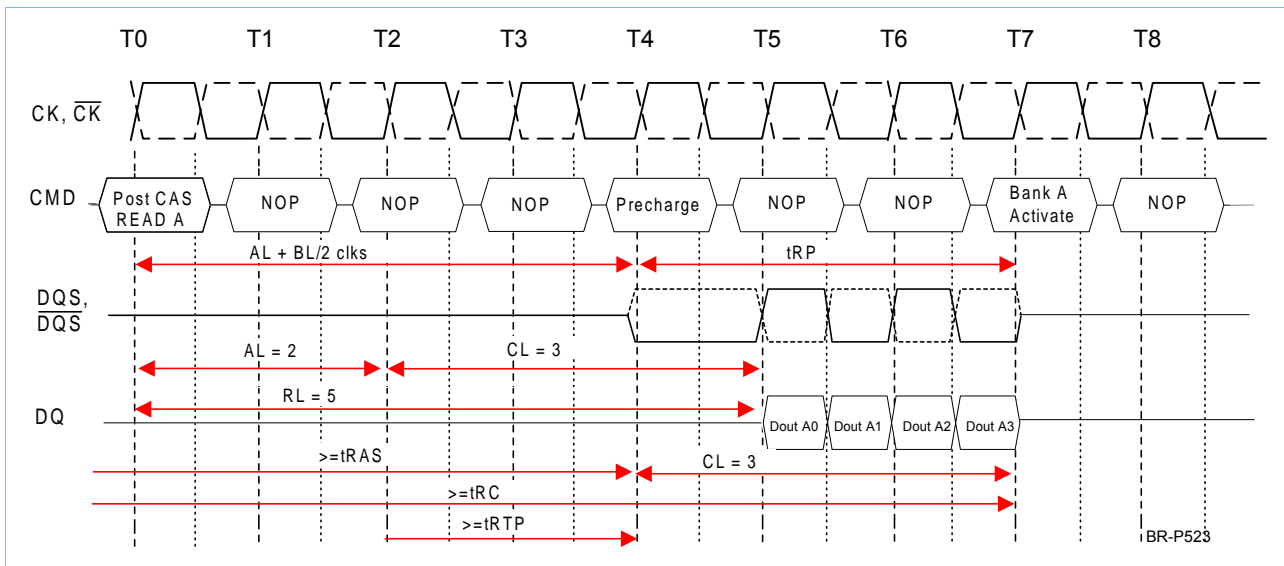 T0 T1 T2 T3 T4 T5 T6 T7 T8
CK, CK
CMD
Post CAS
READ A
NOP
NOP
NOP
Precharge
NOP
NOP
Bank A
Activate
NOP
AL + BL/2 clks
tRP
DQS,
DQS
AL = 2
CL = 3
RL = 5
DQ
Dout A0
Dout A1
Dout A2
Dout A3
>=tRAS
CL = 3
>=tRC
>=tRTP
BR-P523